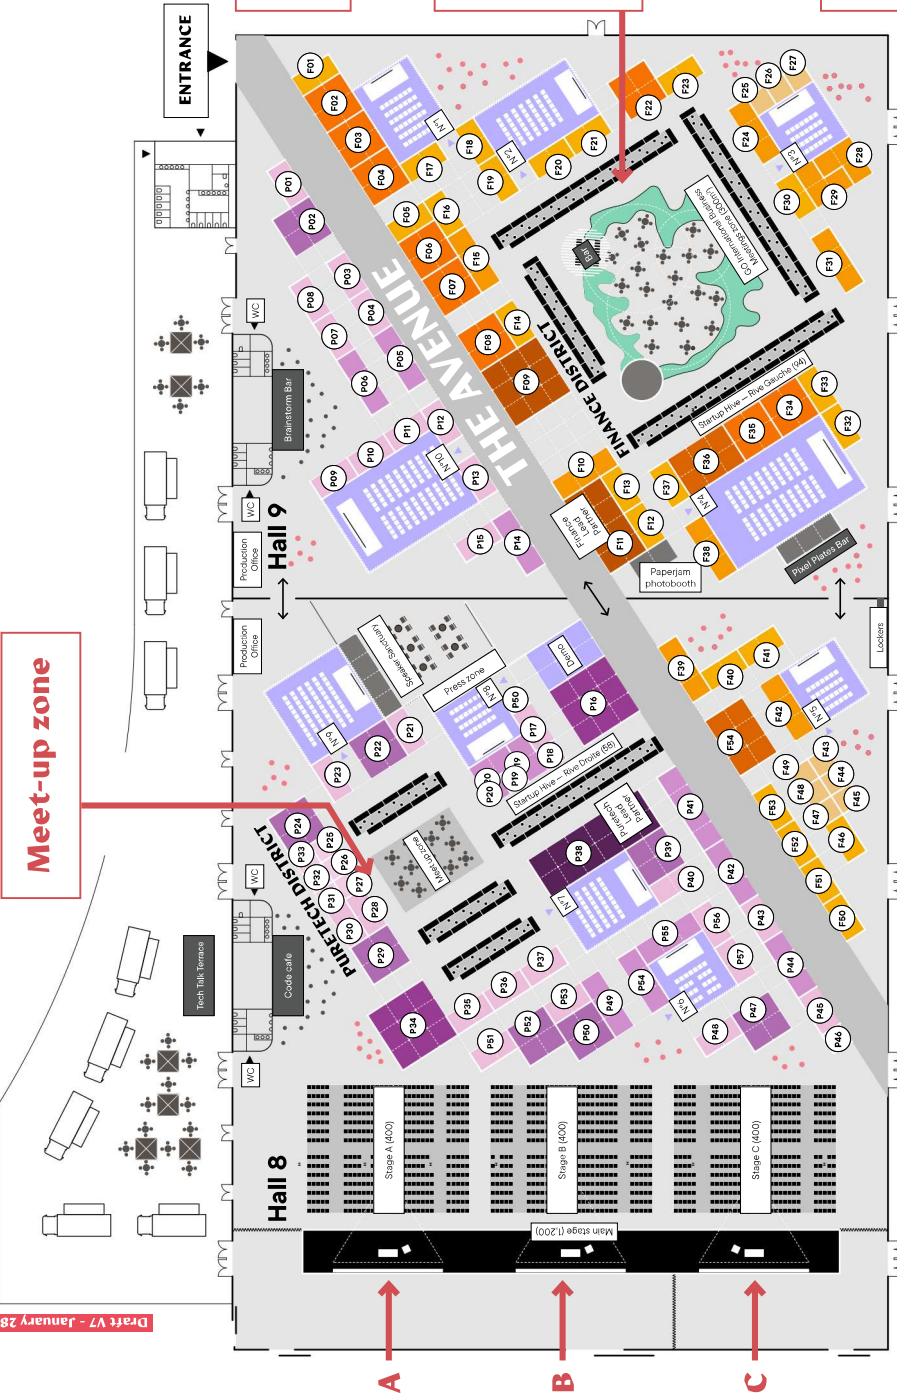 ENTRANCE
F01
F02
F03
F04
F17
N°1
F18
F19
N°2
F20
F21
F22
F23
F24
F25
F26
F27
N°3
F28
F29
F30
F31
P01
P02
P03
P04
P05
P06
P07
P08
F05
F16
F06
F15
F07
F08
F14
F09
THE AVENUE
FINANCE DISTRICT
Bar
G-O International Business
Meetings zone (300m²)
Startup Hive — Rive Gauche (94)
WC
Brainstorm Bar
WC
P09
P10
P11
P12
N°10
P13
P14
P15
Production
Office
Hall 9
F10
F13
F12
F11
Finance
Lead
Partner
Paperjam
photobooth
F37
F36
F35
F34
F33
F32
N°4
F38
Pixel Plates Bar
Lockers
Production
Office
Speaker Sanctuary
Press zone
Demo
N°9
N°8
P50
P16
P17
P18
P19
P19
P20
20
P21
P22
P23
Startup Hive — Rive Droite (58)
F39
F40
F41
F42
N°5
F54
F43
F44
F45
F46
F47
F48
F49
F53
F52
F51
F50
Meet-up zone
PURETECH DISTRICT
P24
P25
P33
P26
P32
P27
P31
P28
P30
P29
Meet up zone
P34
P35
P36
P37
P38
Puretech
Lead
Partner
P39
P40
P41
P42
P43
P44
P45
P46
N°7
P55
P56
P57
P54
N°6
P53
P49
P52
P50
P51
P48
P47
WC
Code café
Tech Talk Terrace
WC
Hall 8
Stage A (400)
Stage B (400)
Stage C (400)
Main stage (1,200)
Draft V7 - January 28
A
B
C